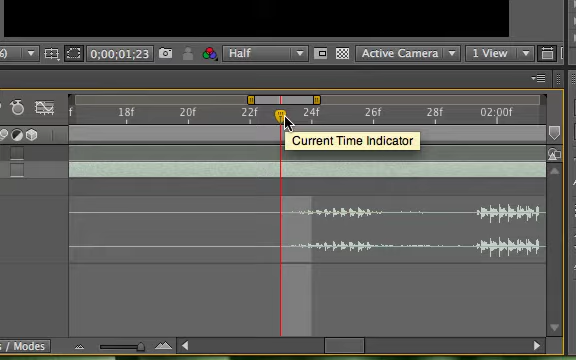 6)
0;00;01;23
Half
Active Camera
1 View
f
18f
20f
22f
24f
26f
28f
02:00f
Current Time Indicator
s / Modes